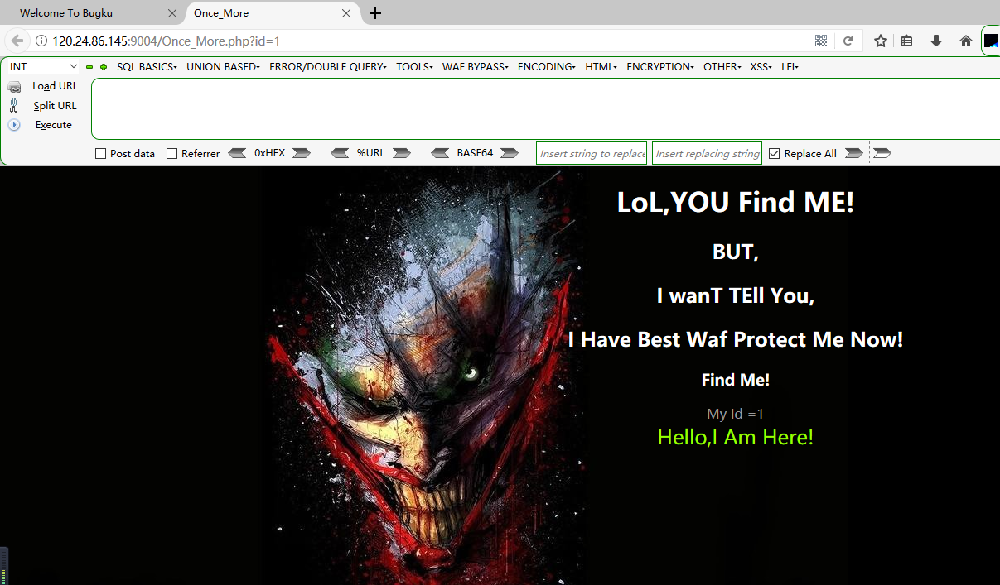 Welcome To Bugku
Once_More
120.24.86.145:9004/Once_More.php?id=1
INT SQL BASICS UNION BASED ERROR/DOUBLE QUERY TOOLS WAF BYPASS ENCODING HTML ENCRYPTION OTHER XSS LFI
Load URL
Split URL
Execute
Post data Referrer 0xHEX %URL BASE64 Insert string to replace Insert replacing string Replace All
LoL,YOU Find ME!
BUT,
I wanT TEll You,
I Have Best Waf Protect Me Now!
Find Me!
My Id =1
Hello,I Am Here!